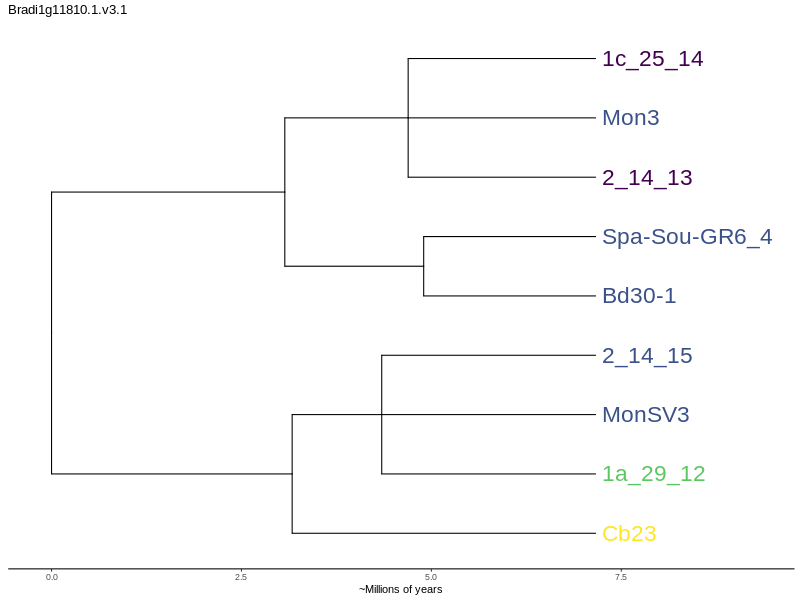 Bradi1g11810.1.v3.1
1c_25_14
Mon3
2_14_13
Spa-Sou-GR6_4
Bd30-1
2_14_15
MonSV3
1a_29_12
Cb23
0.0 2.5 5.0 7.5
~Millions of years